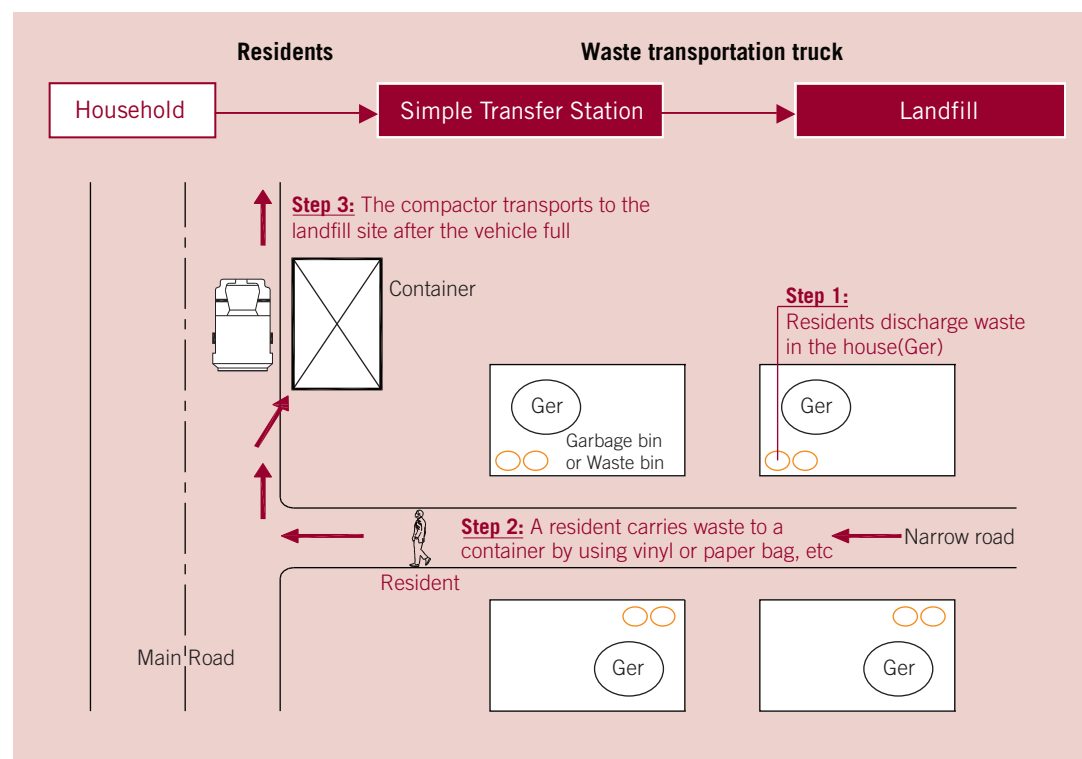 Residents
Waste transportation truck
Household
Simple Transfer Station
Landfill
Step 3: The compactor transports to the
landfill site after the vehicle full
Container
Step 1:
Residents discharge waste
in the house(Ger)
Ger
Garbage bin
or Waste bin
Ger
Step 2: A resident carries waste to a
container by using vinyl or paper bag, etc
Narrow road
Resident
Main Road
Ger
Ger